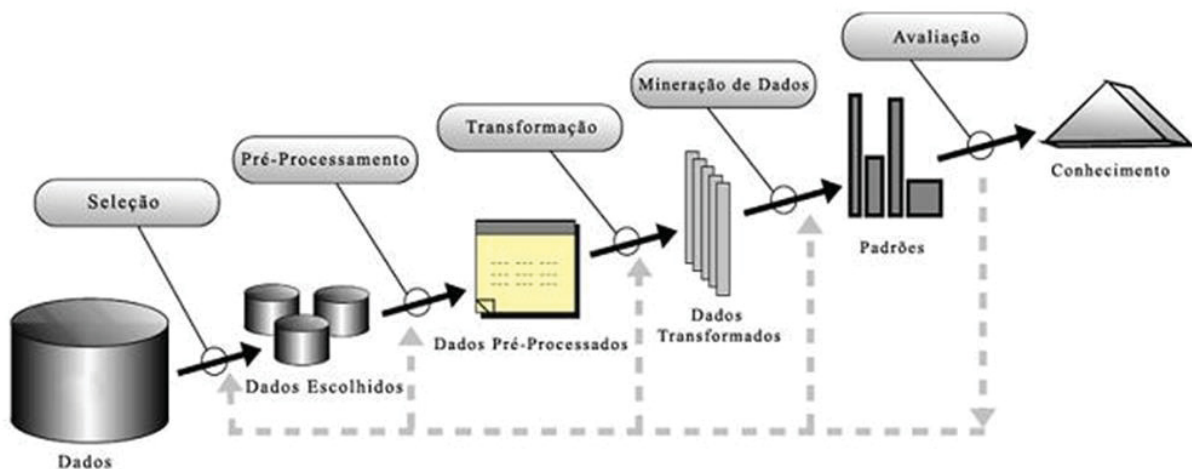 Seleção
Pré-Processamento
Transformação
Mineração de Dados
Avaliação
Dados
Dados Escolhidos
Dados Pré-Processados
Dados
Transformados
Padrões
Conhecimento